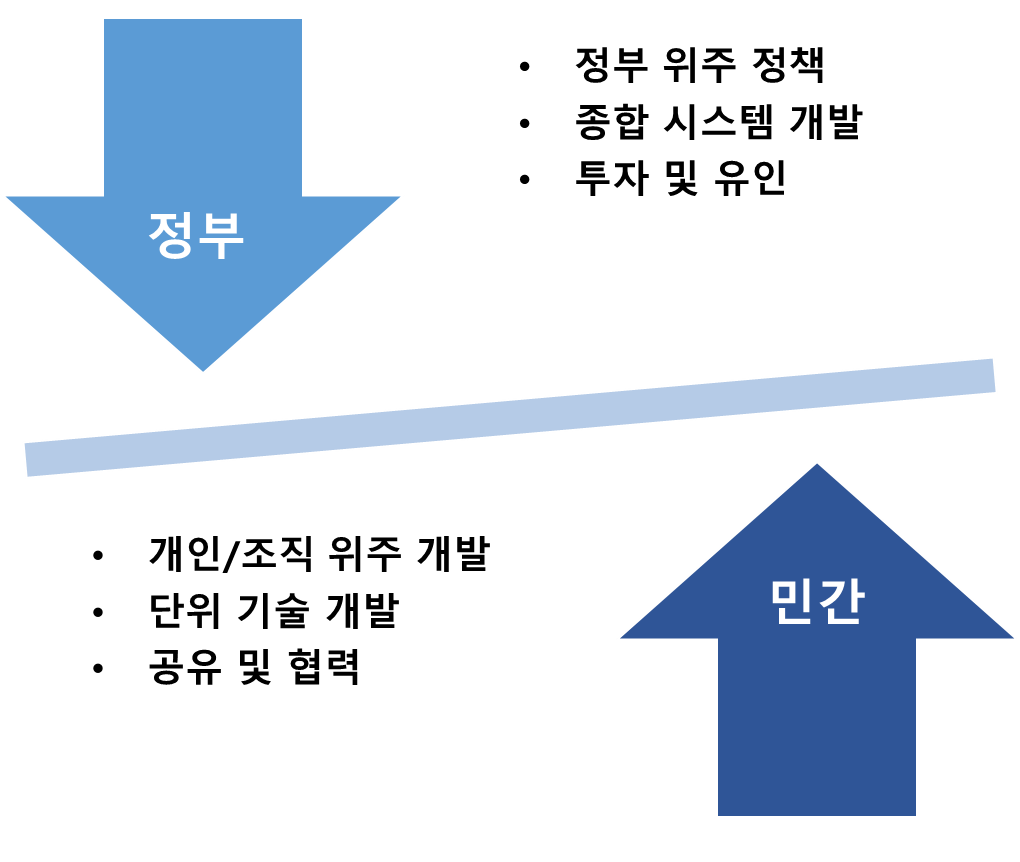 정부
• 정부 위주 정책
• 종합 시스템 개발
• 투자 및 유인
• 개인/조직 위주 개발
• 단위 기술 개발
• 공유 및 협력
민간